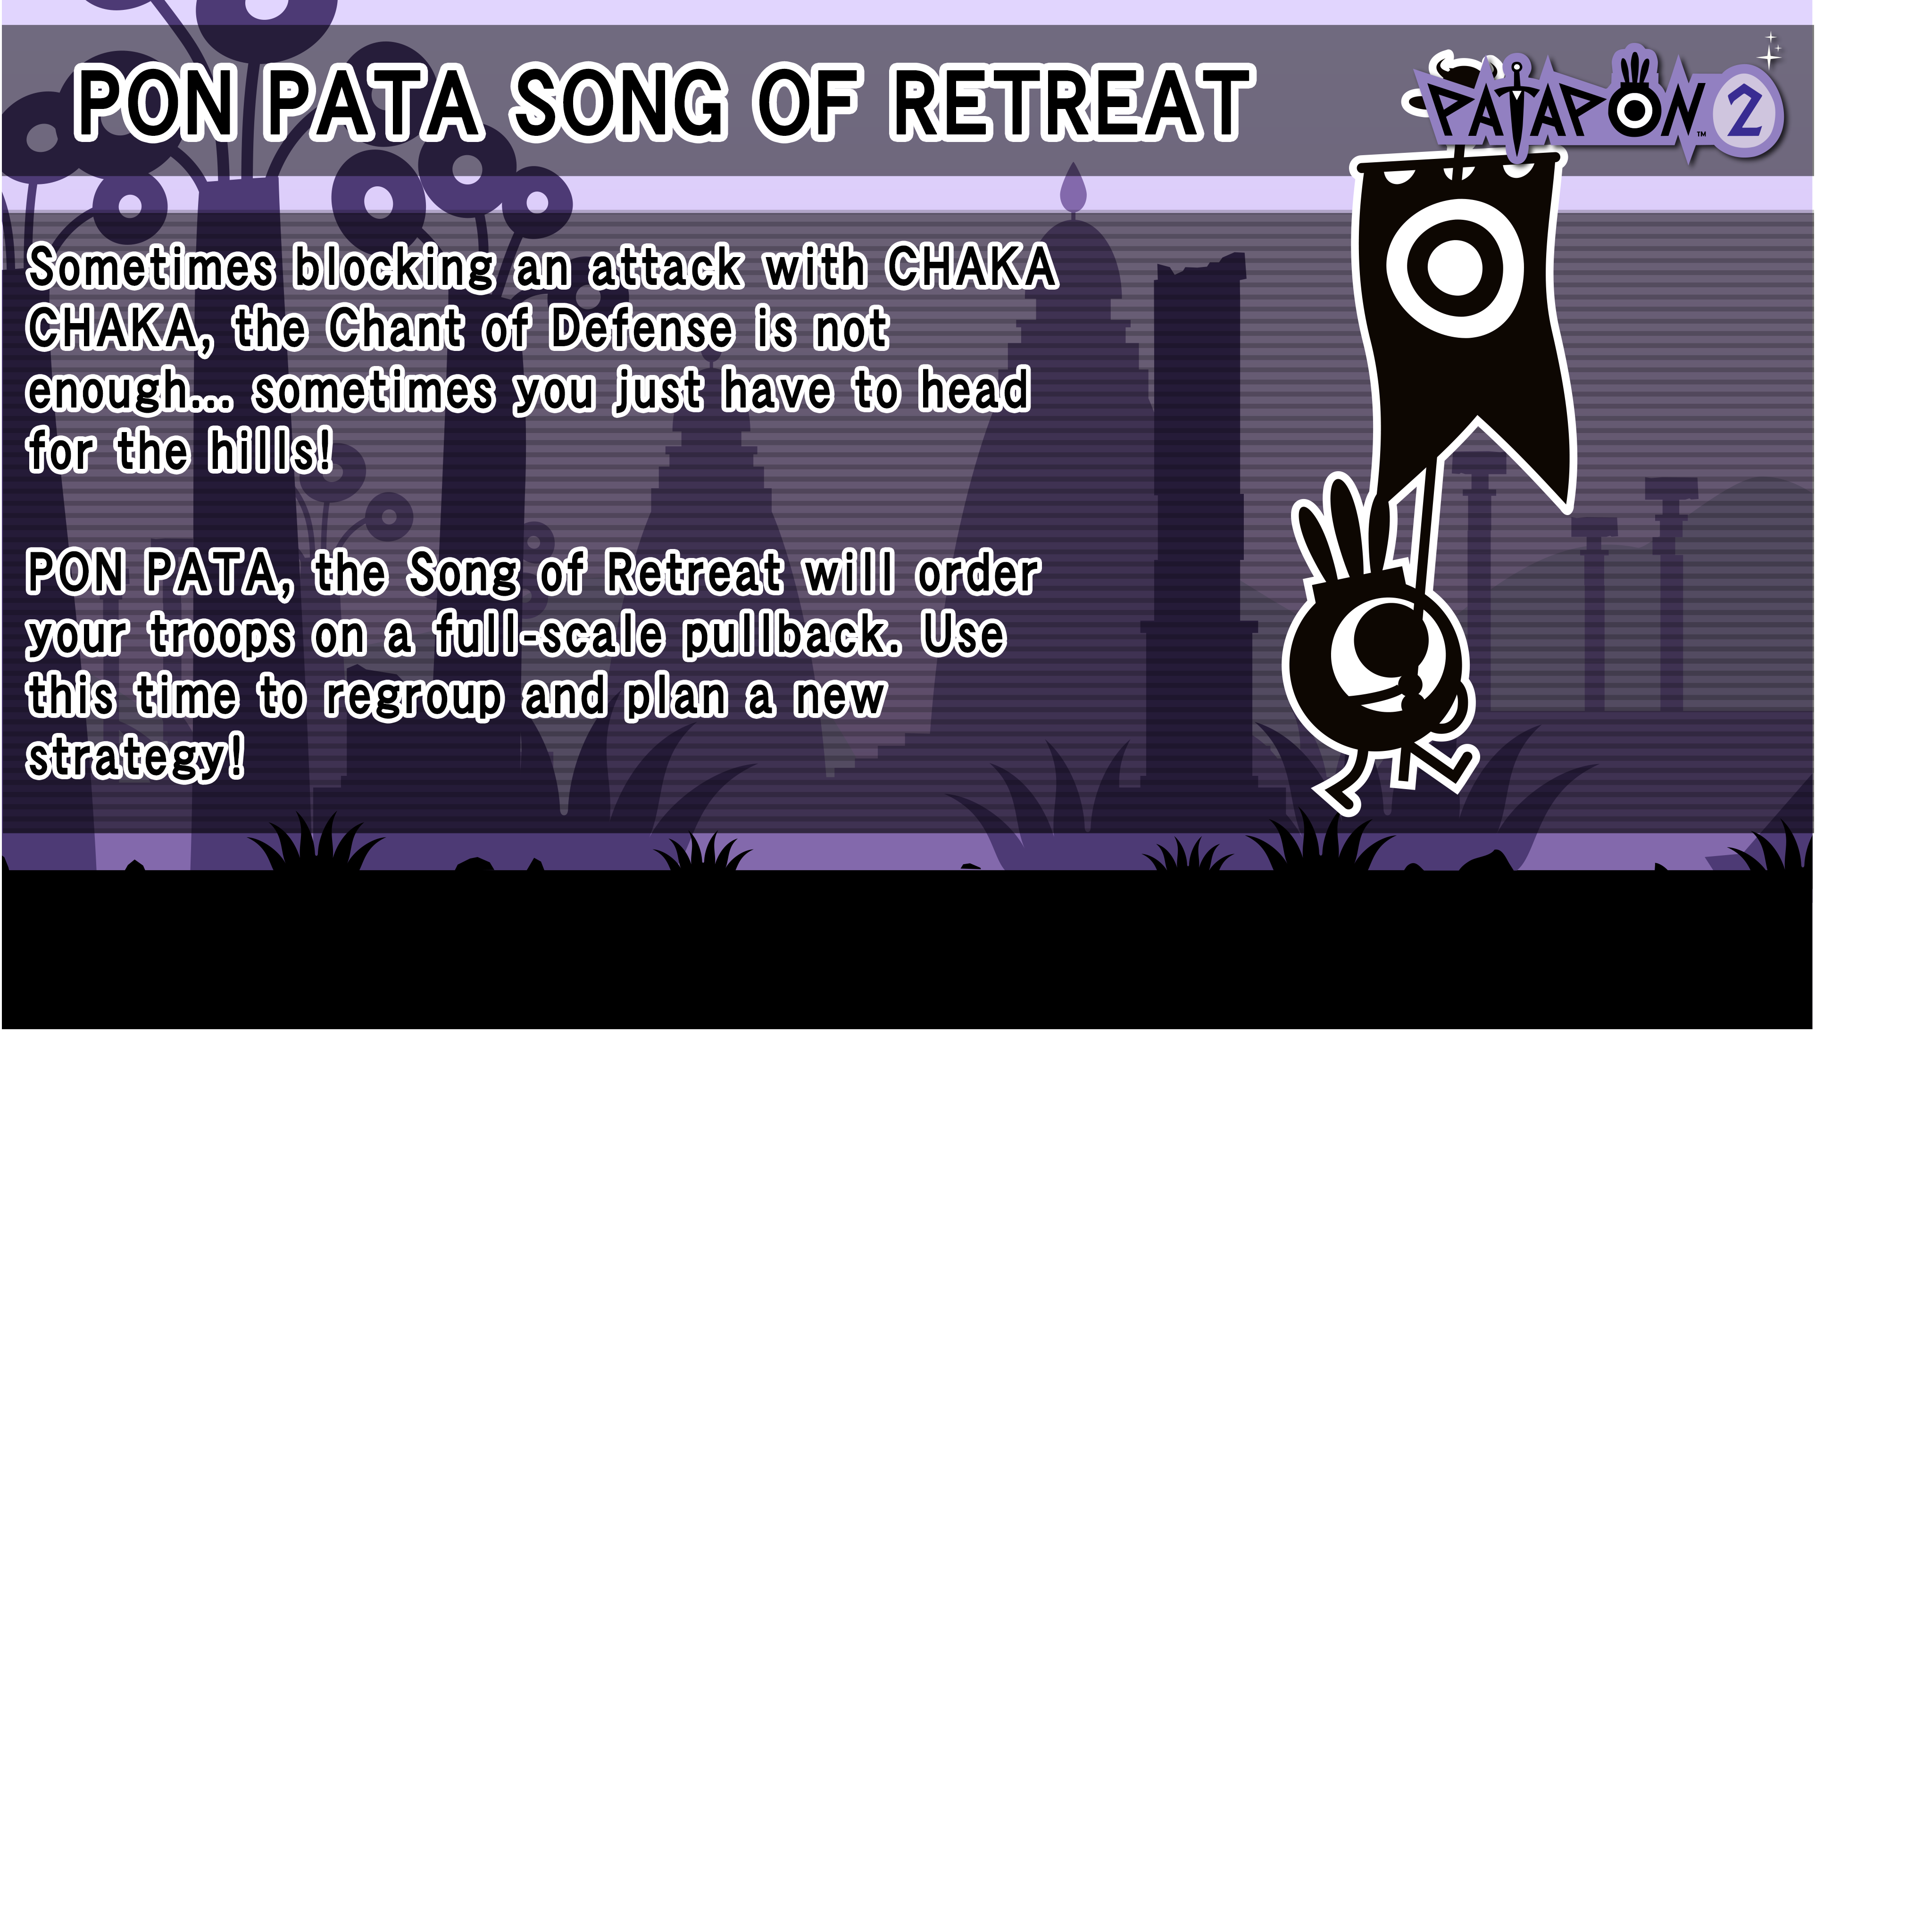 PON PATA SONG OF RETREAT
PATAPON™ 2
Sometimes blocking an attack with CHAKA
CHAKA, the Chant of Defense is not
enough... sometimes you just have to head
for the hills!
PON PATA, the Song of Retreat will order
your troops on a full-scale pullback. Use
this time to regroup and plan a new
strategy!